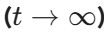 (t → ∞)